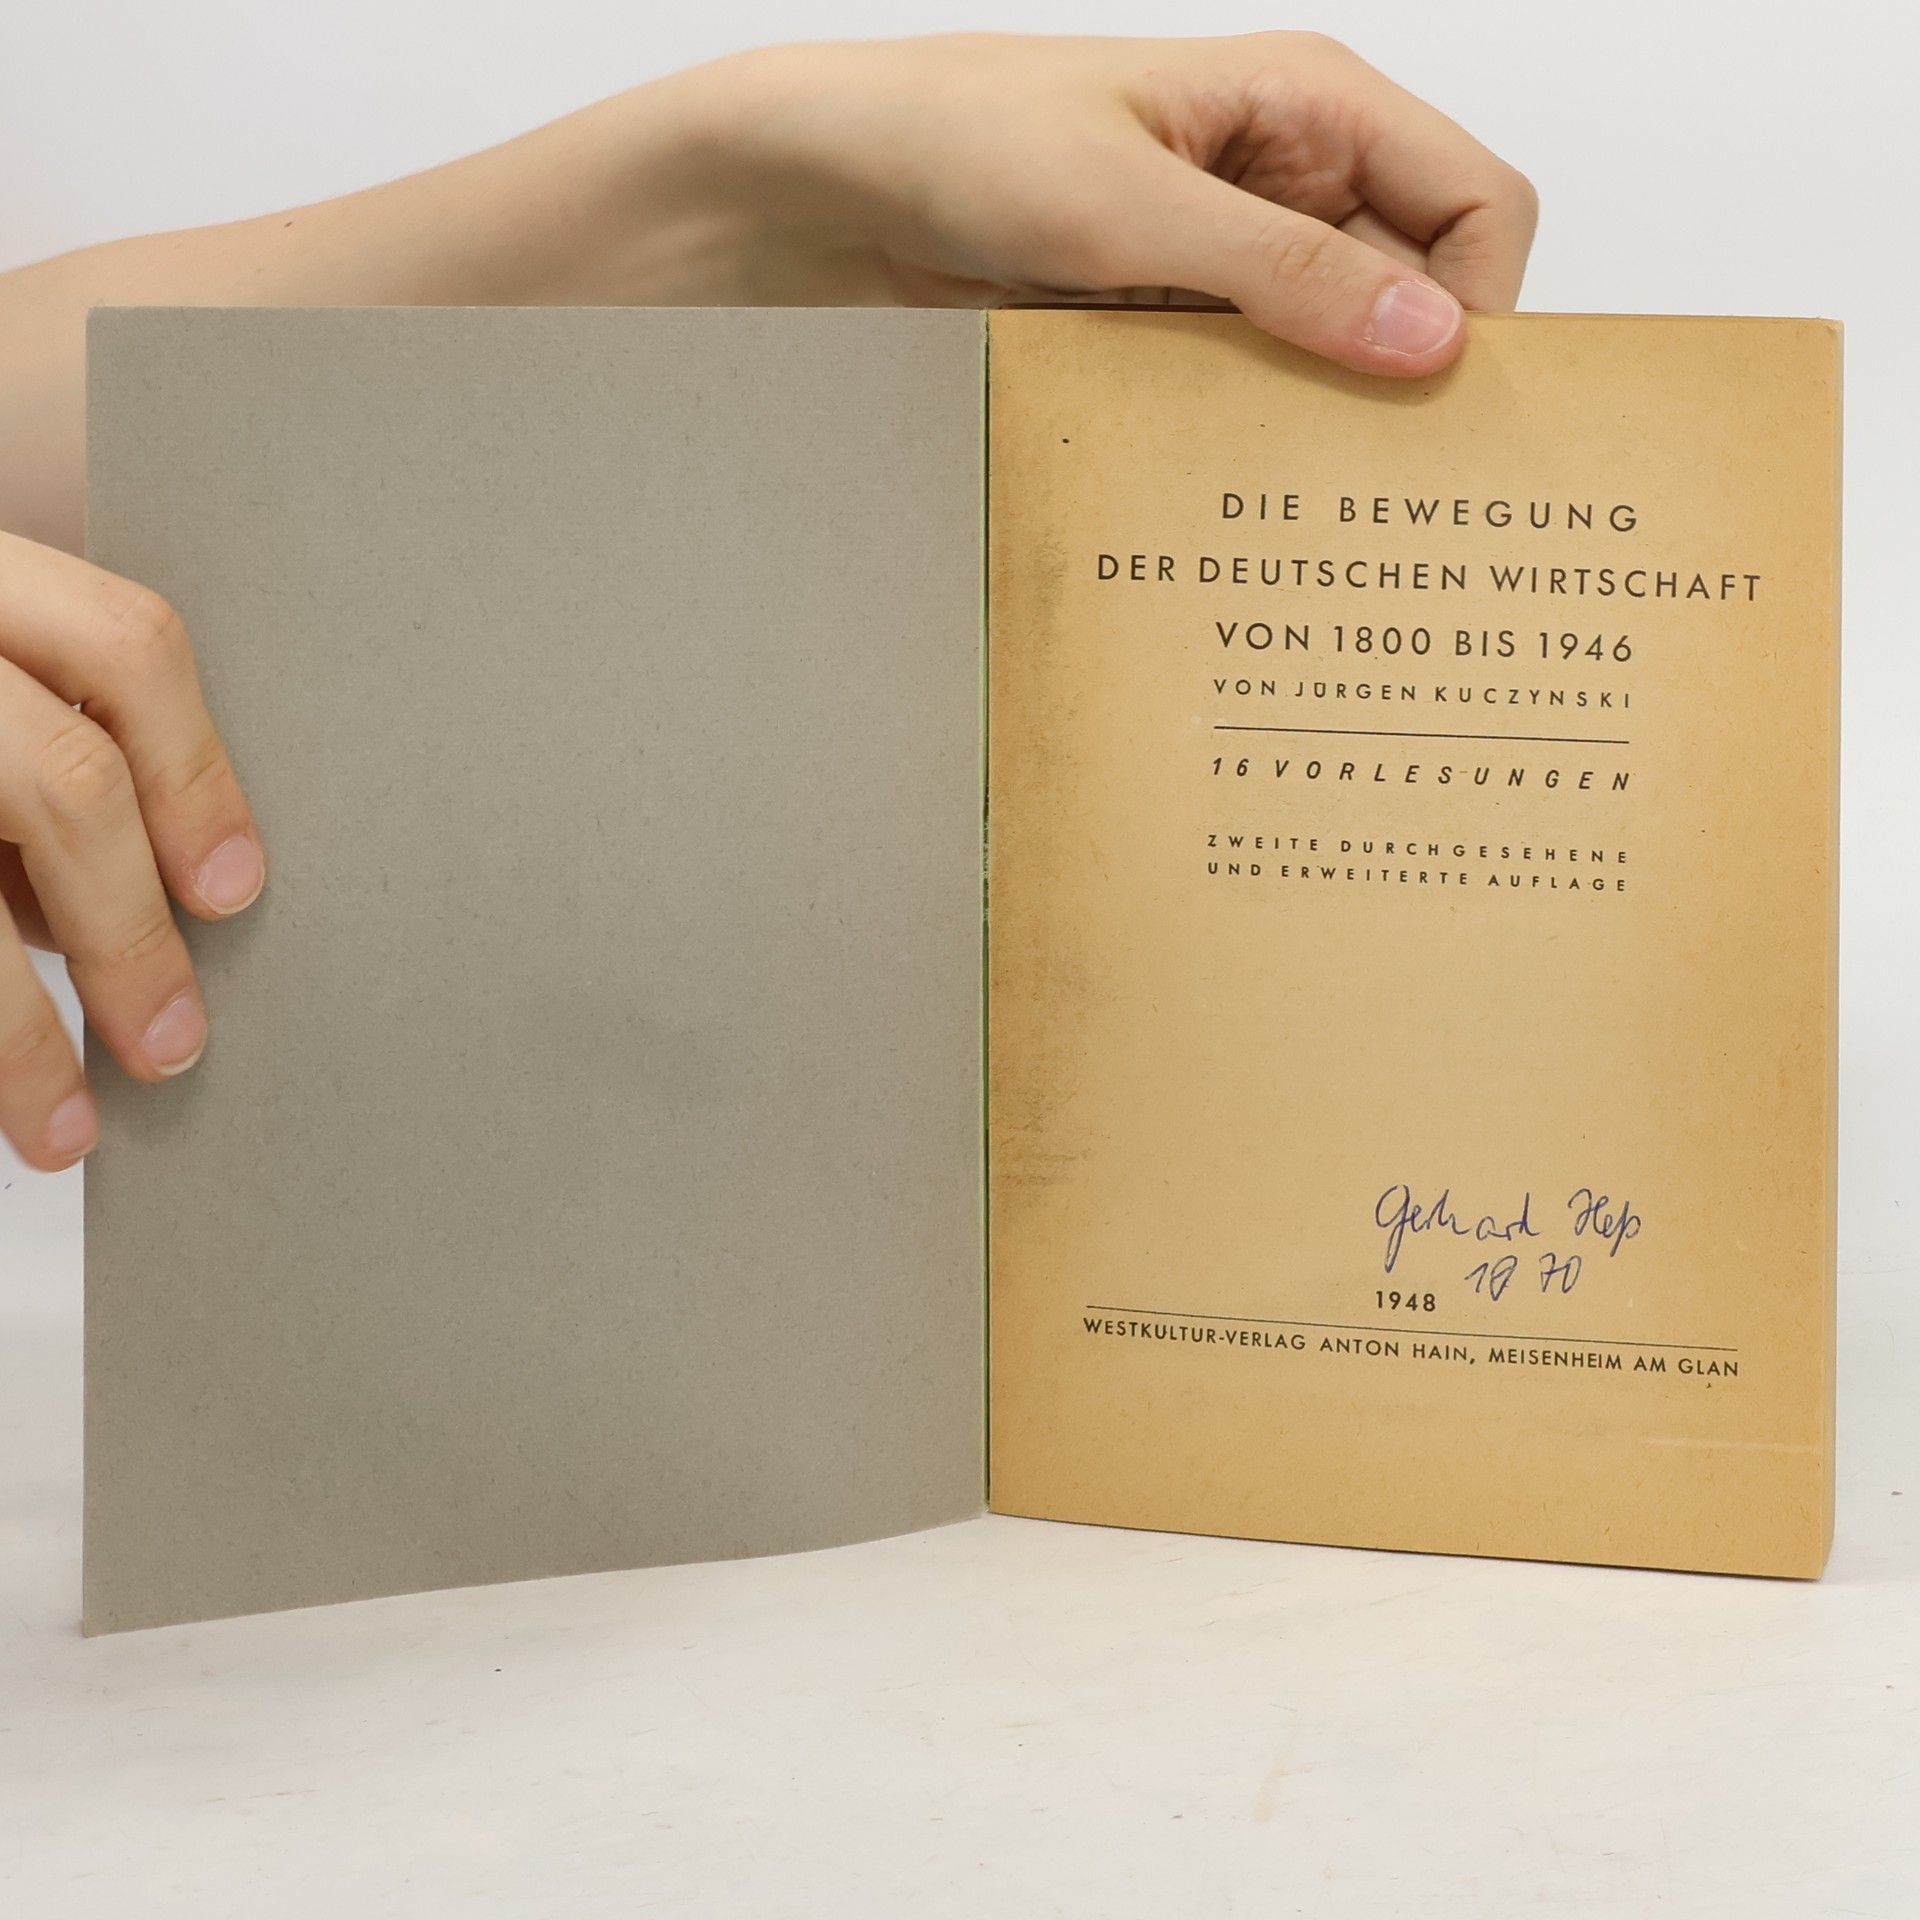 DIE BEWEGUNG
DER DEUTSCHEN WIRTSCHAFT
VON 1800 BIS 1946
VON JÜRGEN KUCZYNSKI
16 VORLESUNGEN
ZWEITE DURCHGESEHENE
UND ERWEITERTE AUFLAGE
Gerhard Heß
1970
1948
WESTKULTUR-VERLAG ANTON HAIN, MEISENHEIM AM GLAN